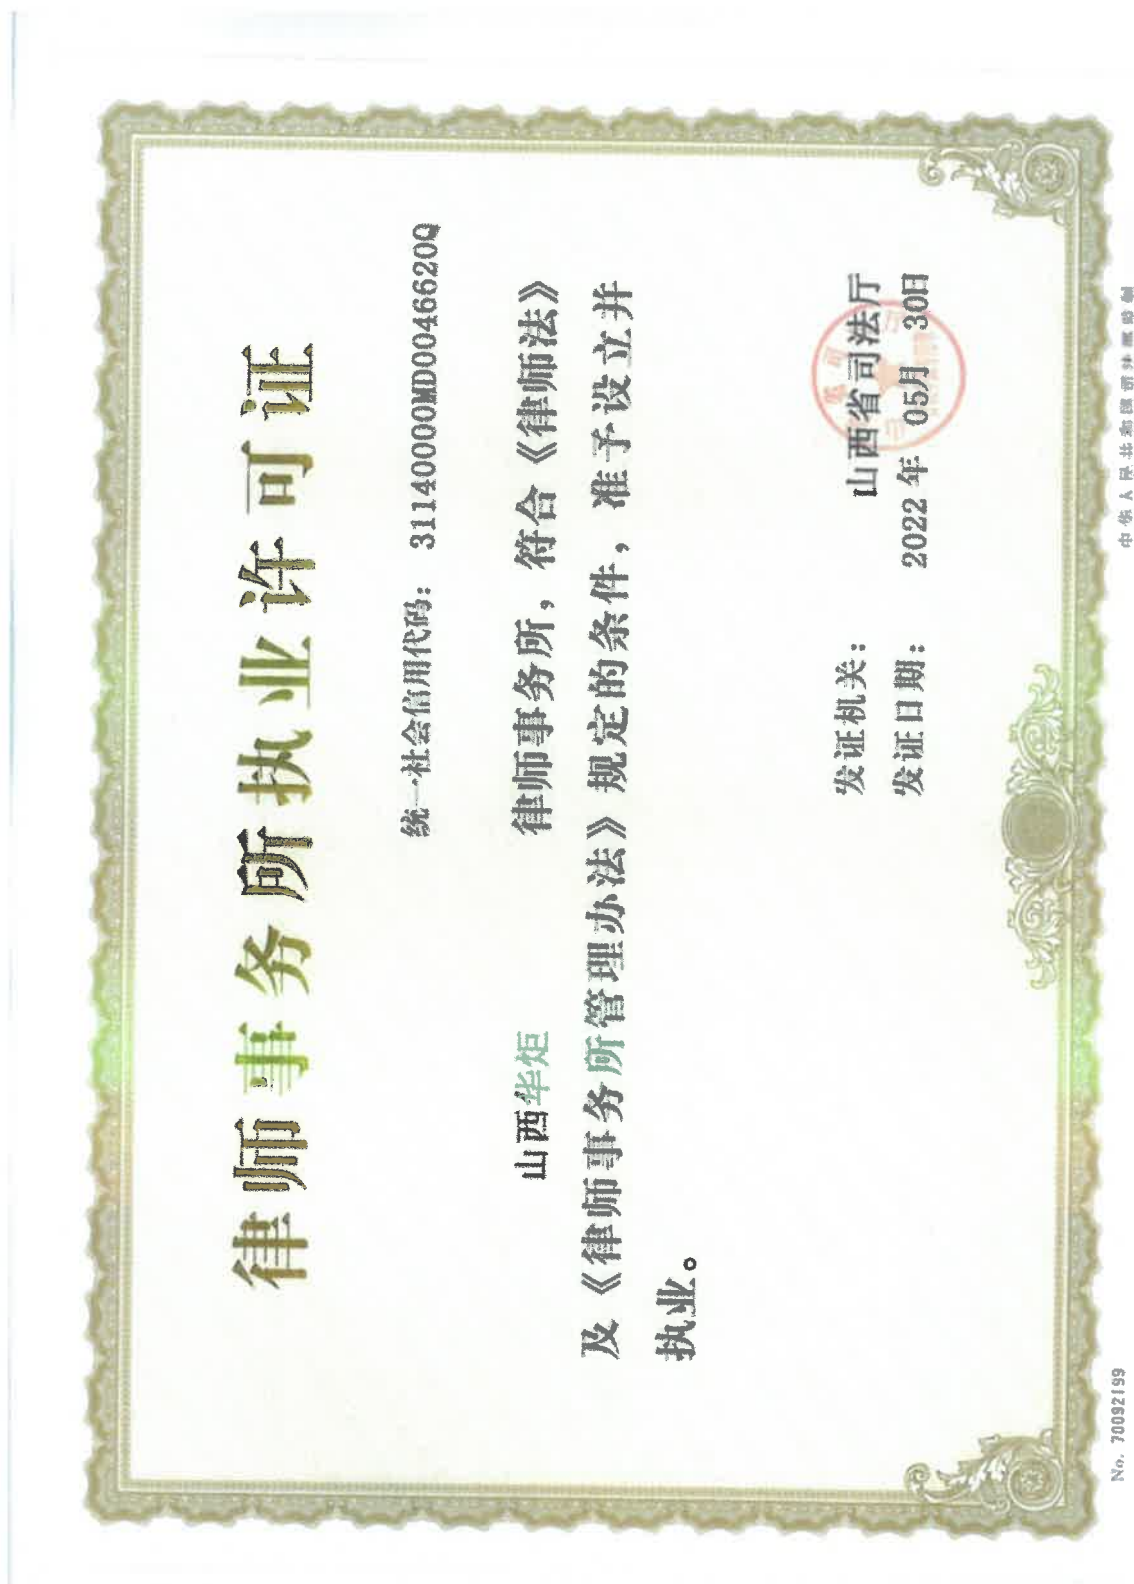 律师事务所执业许可证
统一社会信用代码： 31140000MD0046620Q
山西华炬 律师事务所，符合《律师法》
及《律师事务所管理办法》规定的条件，准予设立并
执业。
发证机关： 山西省司法厅
发证日期： 2022 年 05月 30日
No. 70092199
中华人民共和国司法部监制